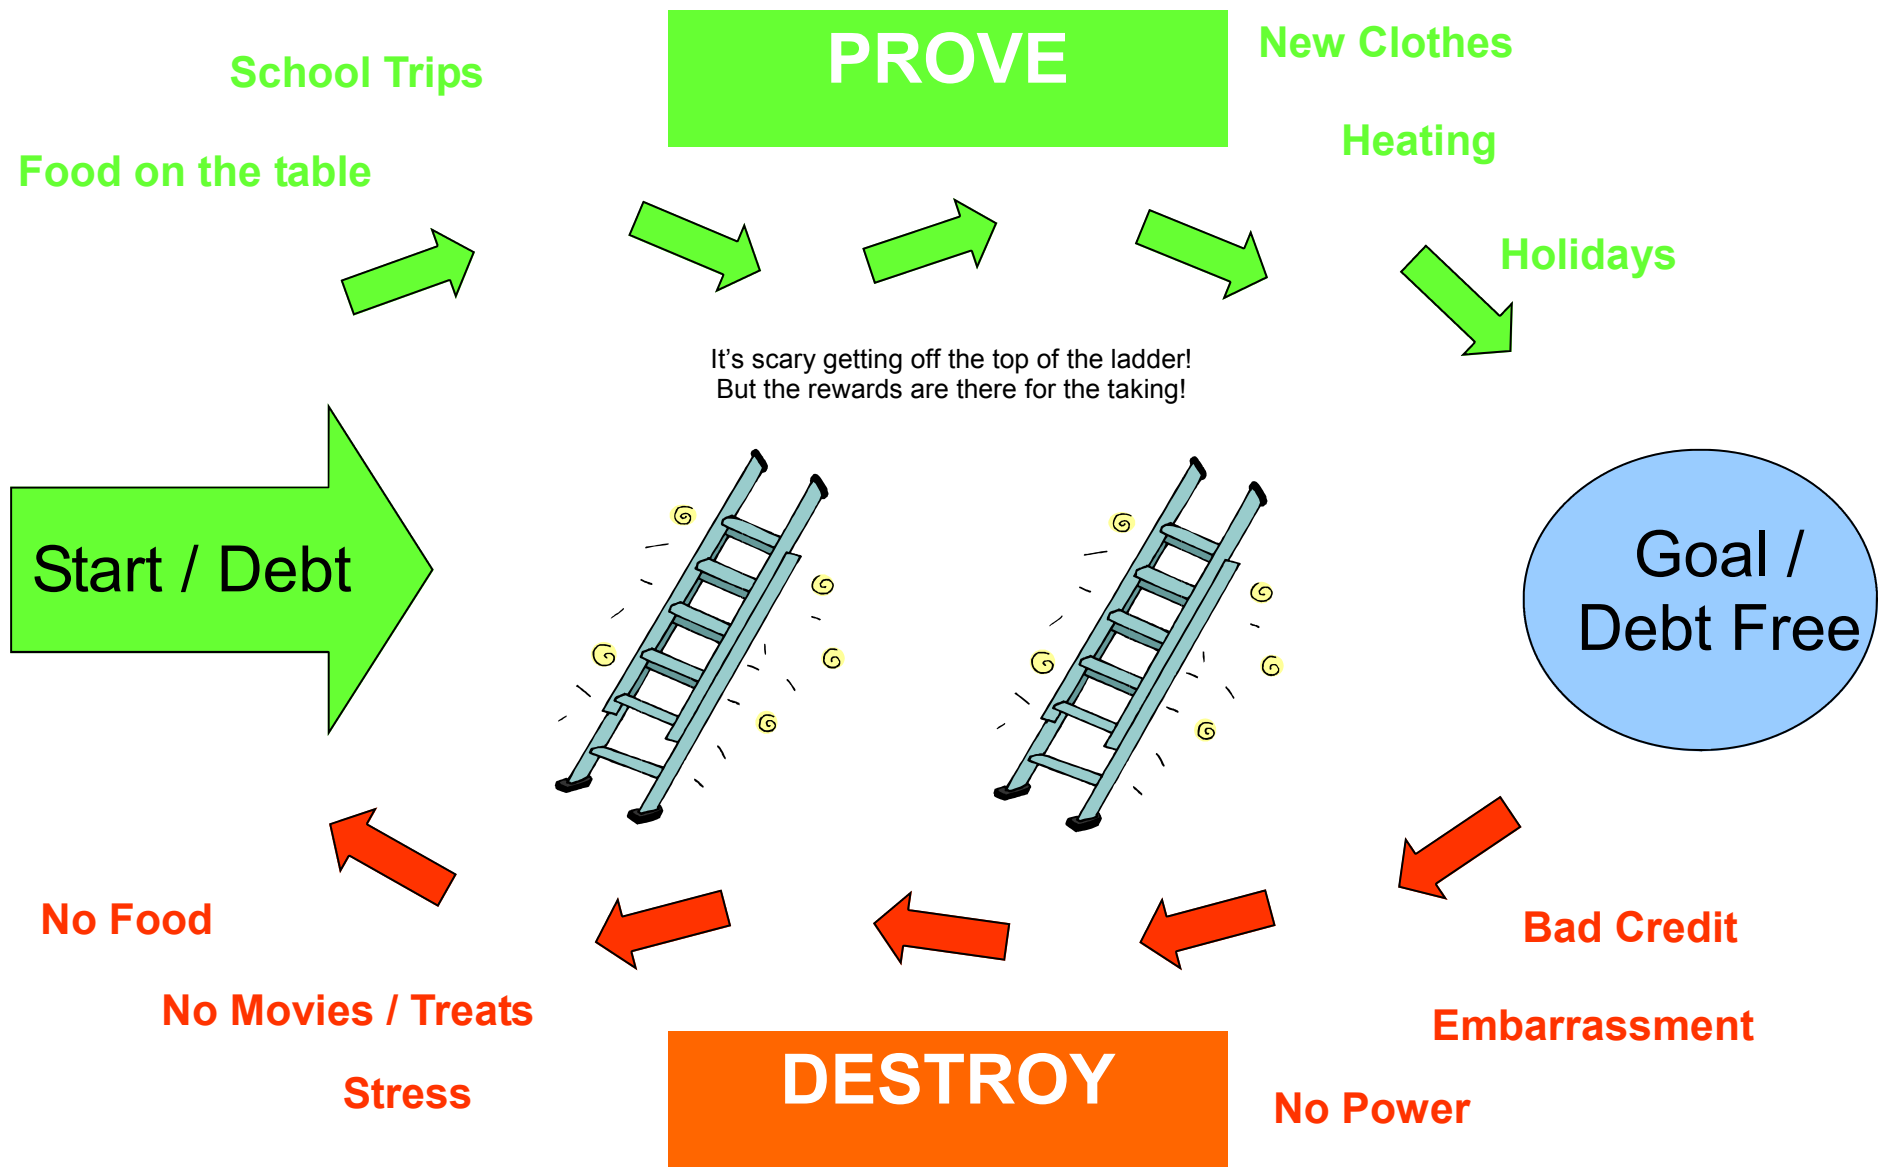 PROVE
School Trips
New Clothes
Food on the table
Heating
Holidays
It’s scary getting off the top of the ladder!
But the rewards are there for the taking!
Start / Debt
Goal /
Debt Free
No Food
Bad Credit
No Movies / Treats
Embarrassment
Stress
DESTROY
No Power